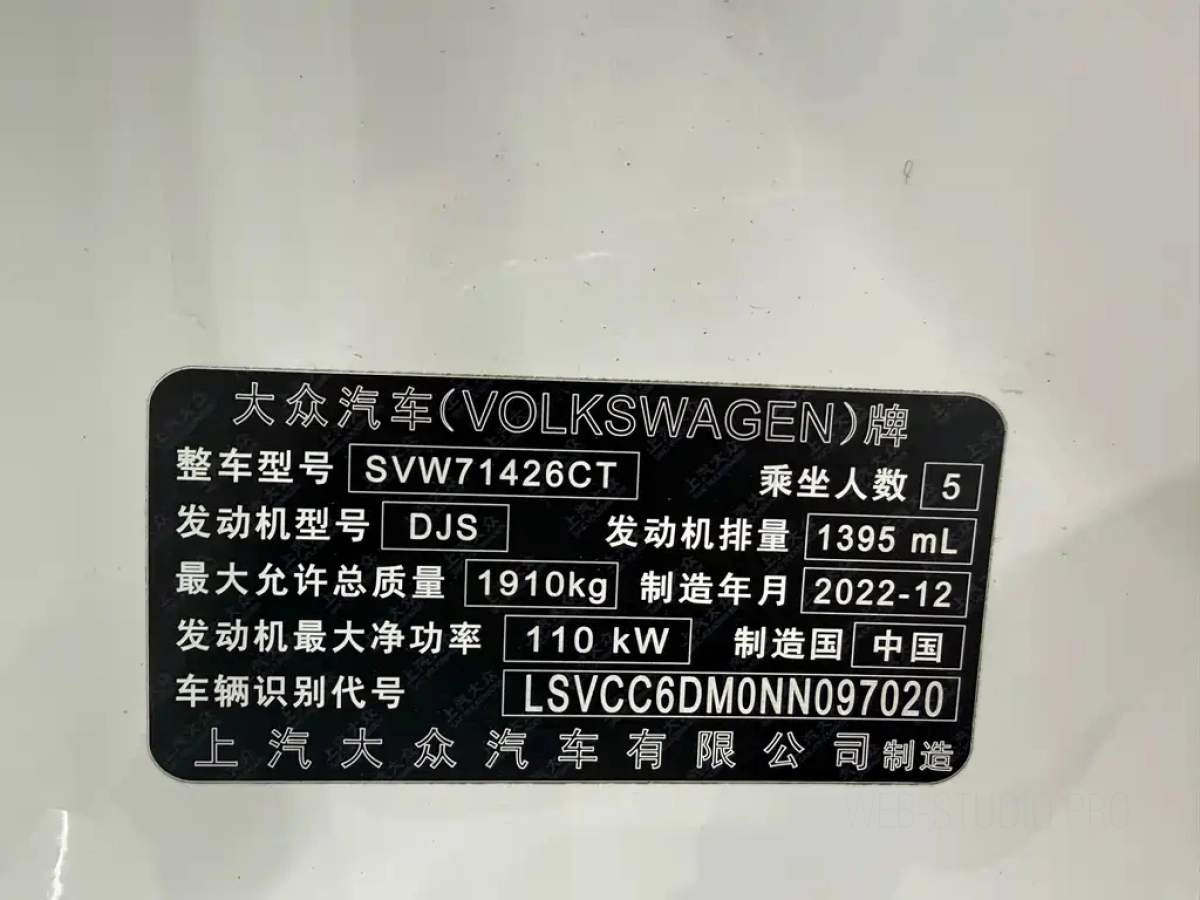 大众汽车(VOLKSWAGEN)牌
整车型号 SVW71426CT 乘坐人数 5
发动机型号 DJS 发动机排量 1395 mL
最大允许总质量 1910kg 制造年月 2022-12
发动机最大净功率 110 kW 制造国 中国
车辆识别代号 LSVCC6DM0NN097020
上汽大众汽车有限公司制造
WEB-STUDIO PRO